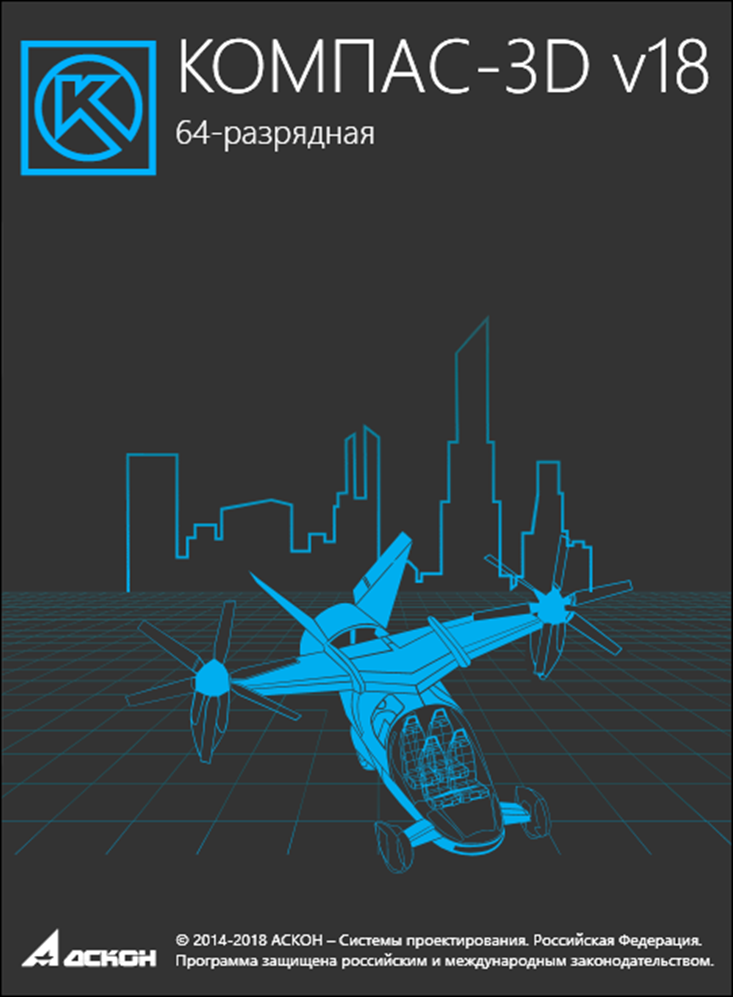 КОМПАС-3D v18
64-разрядная
АСКОН
© 2014-2018 АСКОН – Системы проектирования. Российская Федерация.
Программа защищена российским и международным законодательством.